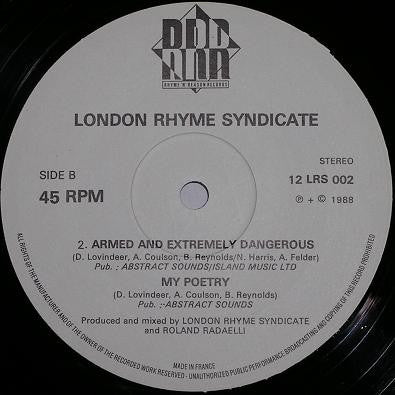 RHYME 'N' REASON RECORDS
LONDON RHYME SYNDICATE
SIDE B
45 RPM
STEREO
12 LRS 002
℗ + © 1988
2. ARMED AND EXTREMELY DANGEROUS
(D. Lovindeer, A. Coulson, B. Reynolds/N. Harris, A. Felder)
Pub. ; ABSTRACT SOUNDS/ISLAND MUSIC LTD
MY POETRY
(D. Lovindeer, A. Coulson, B. Reynolds)
Pub. ;-ABSTRACT SOUNDS
Produced and mixed by LONDON RHYME SYNDICATE
and ROLAND RADAELLI
MADE IN FRANCE
ALL RIGHTS OF THE MANUFACTURER AND OF THE OWNER OF THE RECORDED WORK RESERVED - UNAUTHORIZED PUBLIC PERFORMANCE BROADCASTING AND COPYING OF THIS RECORD PROHIBITED